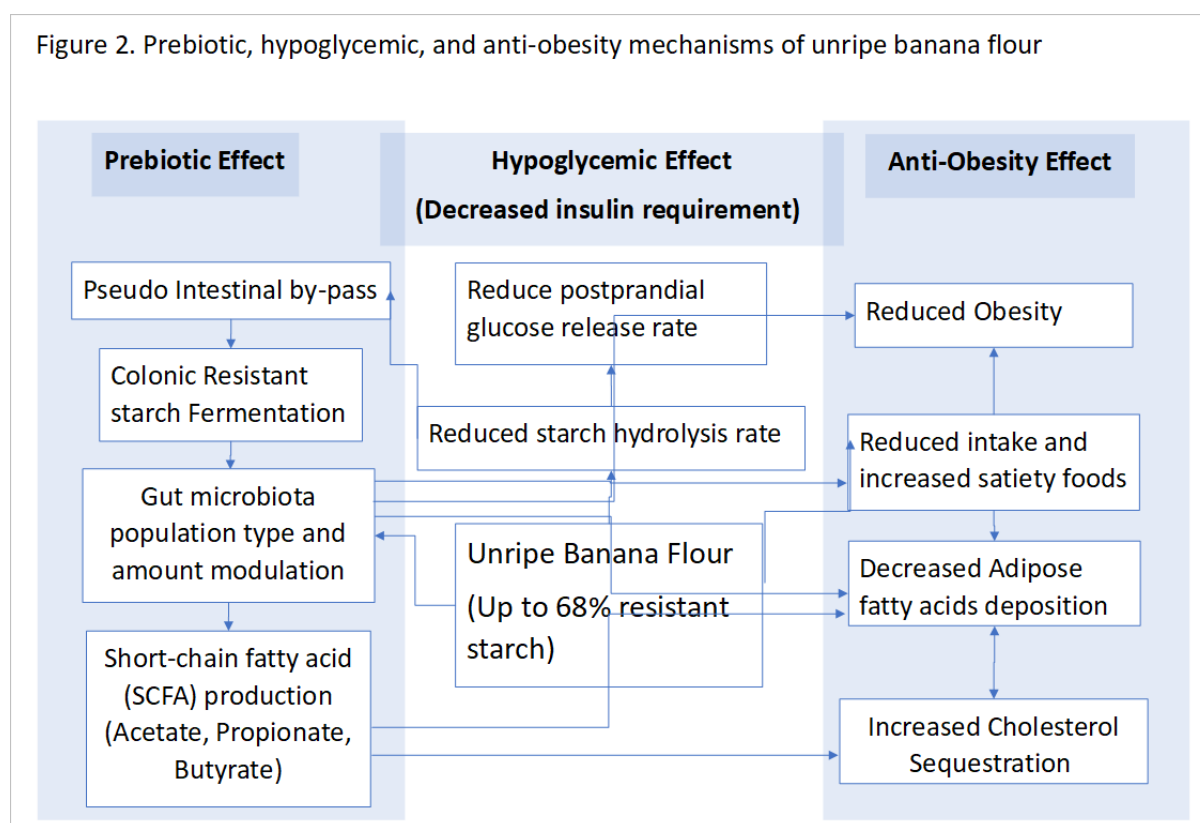 Figure 2. Prebiotic, hypoglycemic, and anti-obesity mechanisms of unripe banana flour
Prebiotic Effect
Hypoglycemic Effect
(Decreased insulin requirement)
Anti-Obesity Effect
Pseudo Intestinal by-pass
Colonic Resistant
starch Fermentation
Gut microbiota
population type and
amount modulation
Short-chain fatty acid
(SCFA) production
(Acetate, Propionate,
Butyrate)
Reduce postprandial
glucose release rate
Reduced starch hydrolysis rate
Unripe Banana Flour
(Up to 68% resistant
starch)
Reduced Obesity
Reduced intake and
increased satiety foods
Decreased Adipose
fatty acids deposition
Increased Cholesterol
Sequestration